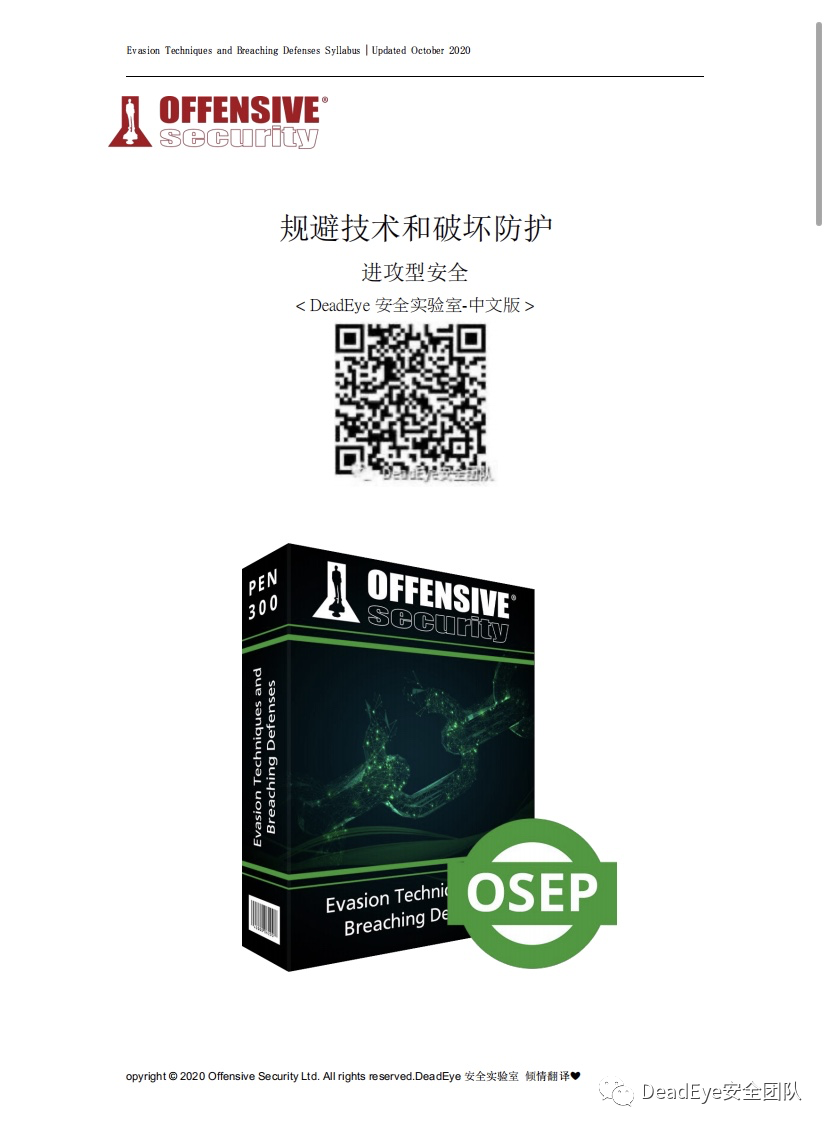 Evasion Techniques and Breaching Defenses Syllabus | Updated October 2020
OFFENSIVE®
security
规避技术和破坏防护
进攻型安全
< DeadEye 安全实验室-中文版 >
DeadEye安全团队
PEN
300
OFFENSIVE®
security
Evasion Techniques and
Breaching Defenses
Evasion Techni
Breaching De
OSEP
opyright © 2020 Offensive Security Ltd. All rights reserved.DeadEye 安全实验室 倾情翻译♥
DeadEye安全团队